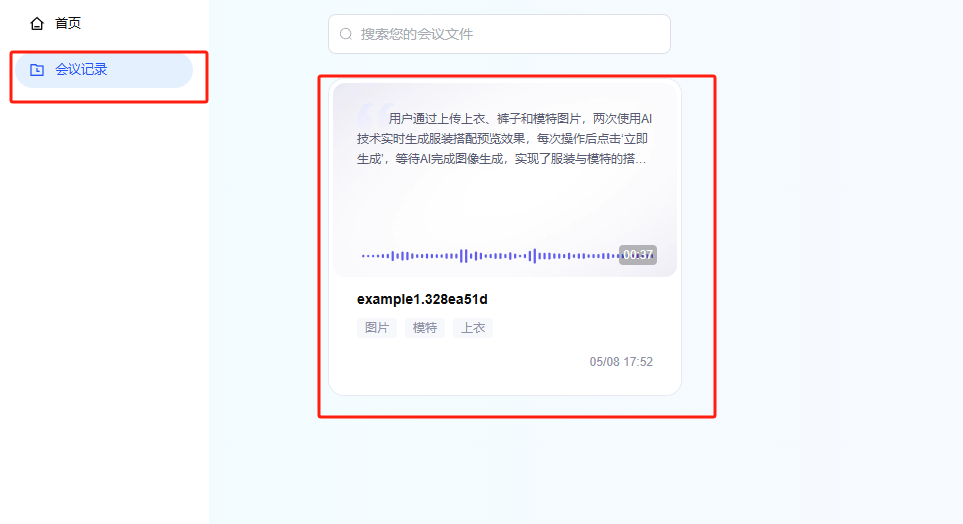 首页
会议记录
搜索您的会议文件
用户通过上传上衣、裤子和模特图片，两次使用AI
技术实时生成服装搭配预览效果，每次操作后点击‘立即
生成’，等待AI完成图像生成，实现了服装与模特的搭...
00:37
example1.328ea51d
图片 模特 上衣
05/08 17:52